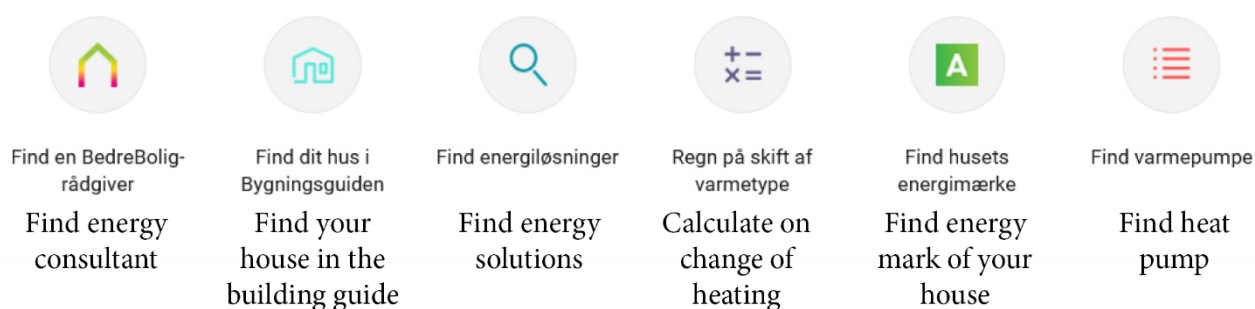 +−
×=
A
Find en BedreBolig-
rådgiver
Find dit hus i
Bygningsguiden
Find energiløsninger
Regn på skift af
varmetype
Find husets
energimærke
Find varmepumpe
Find energy
consultant
Find your
house in the
building guide
Find energy
solutions
Calculate on
change of
heating
Find energy
mark of your
house
Find heat
pump